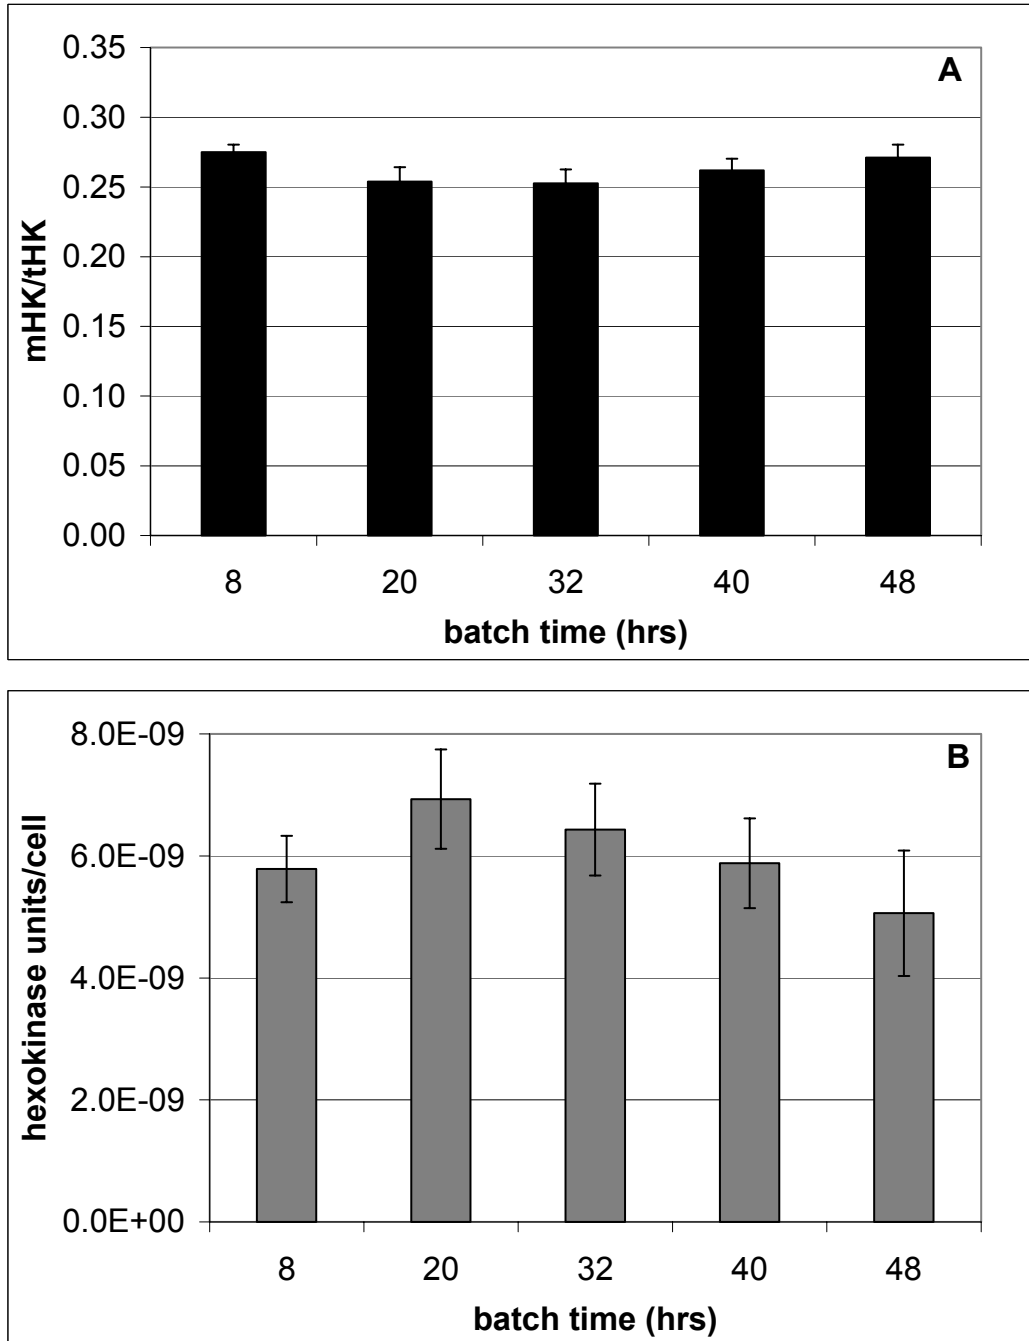 A
0.35
0.30
0.25
0.20
0.15
0.10
0.05
0.00
mHK/tHK
8 20 32 40 48
batch time (hrs)
B
8.0E-09
6.0E-09
4.0E-09
2.0E-09
0.0E+00
hexokinase units/cell
8 20 32 40 48
batch time (hrs)